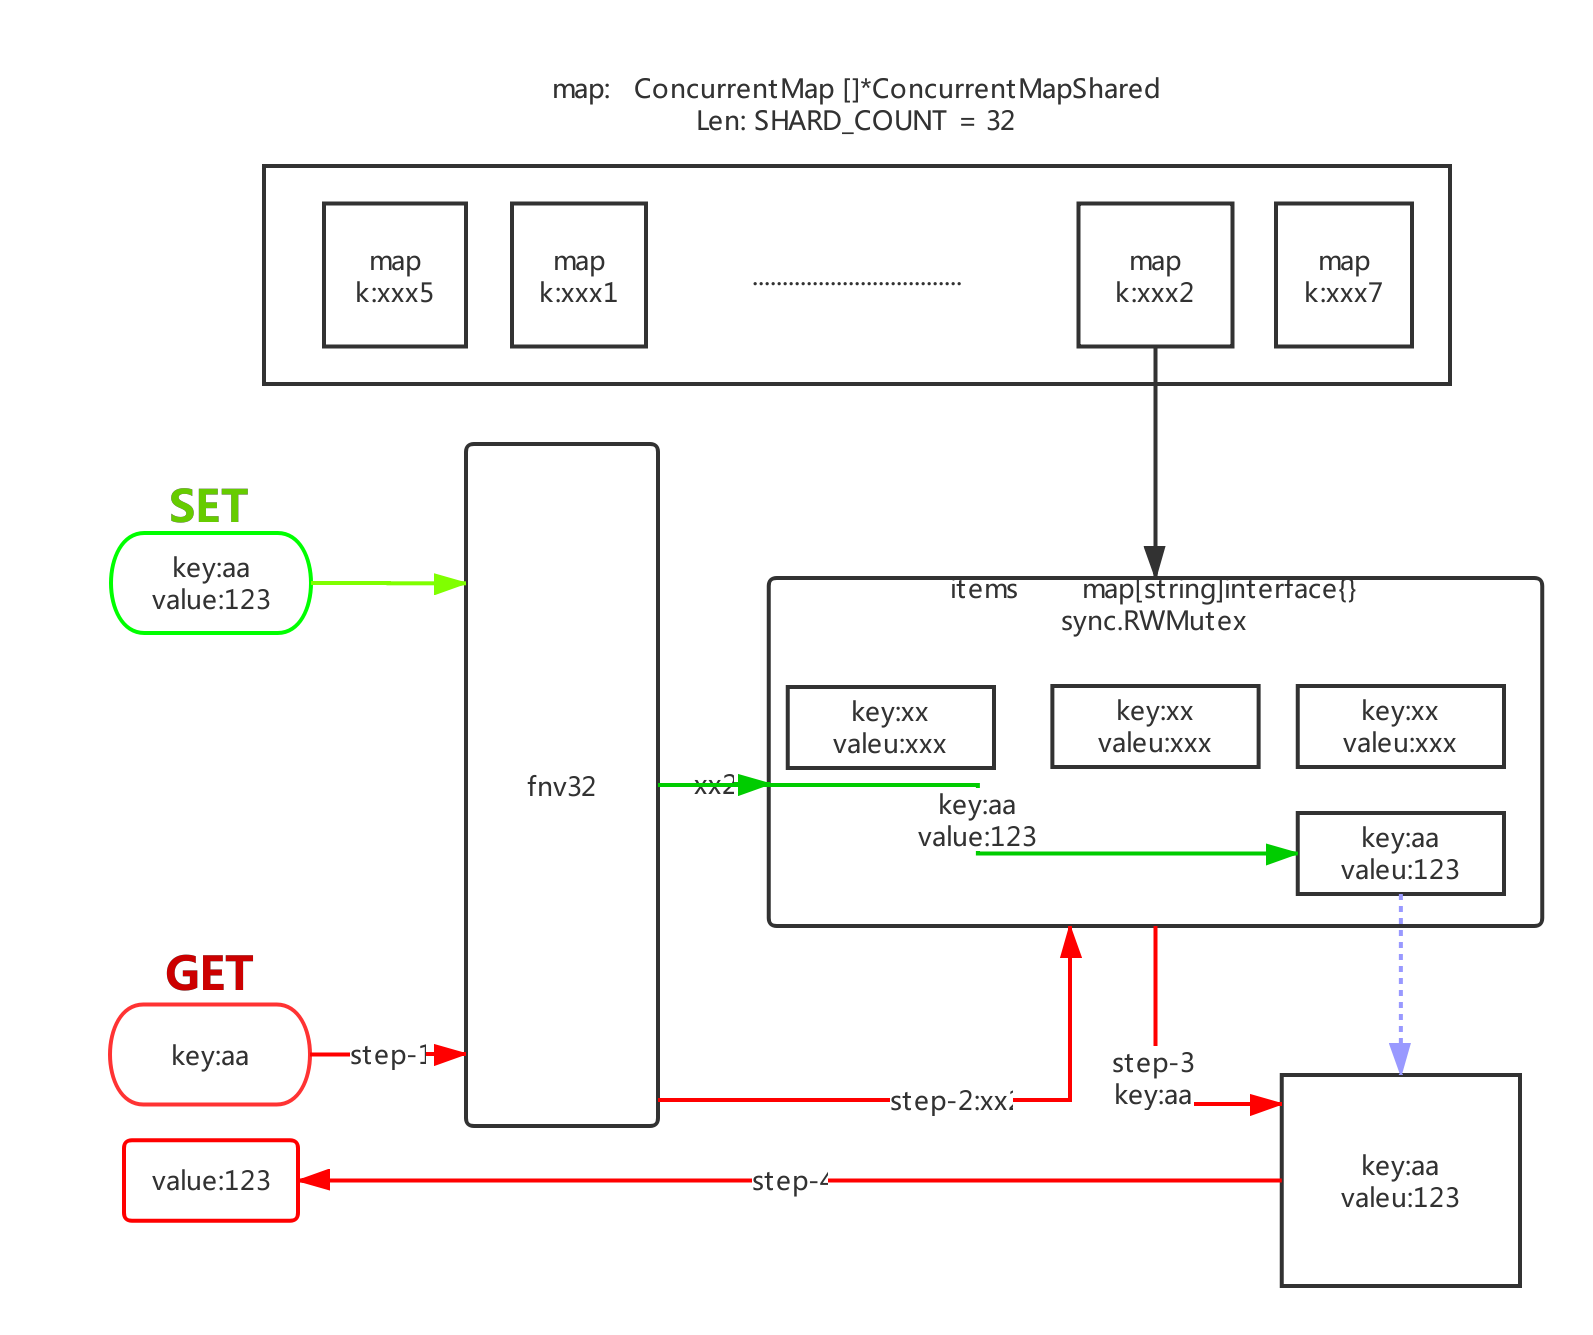 map: ConcurrentMap []*ConcurrentMapShared
Len: SHARD_COUNT = 32
map
k:xxx5
map
k:xxx1
...................................
map
k:xxx2
map
k:xxx7
SET
key:aa
value:123
fnv32
xx2
items map[string]interface{}
sync.RWMutex
key:xx
valeu:xxx
key:xx
valeu:xxx
key:xx
valeu:xxx
key:aa
value:123
key:aa
valeu:123
GET
key:aa
step-1
step-2:xx2
step-3
key:aa
value:123
step-4
key:aa
valeu:123